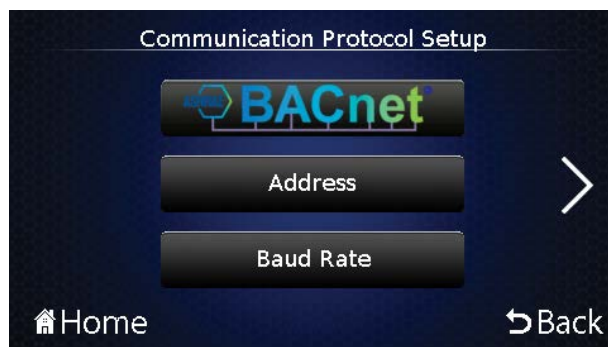 Communication Protocol Setup
BACnet
Address
Baud Rate
Home
Back